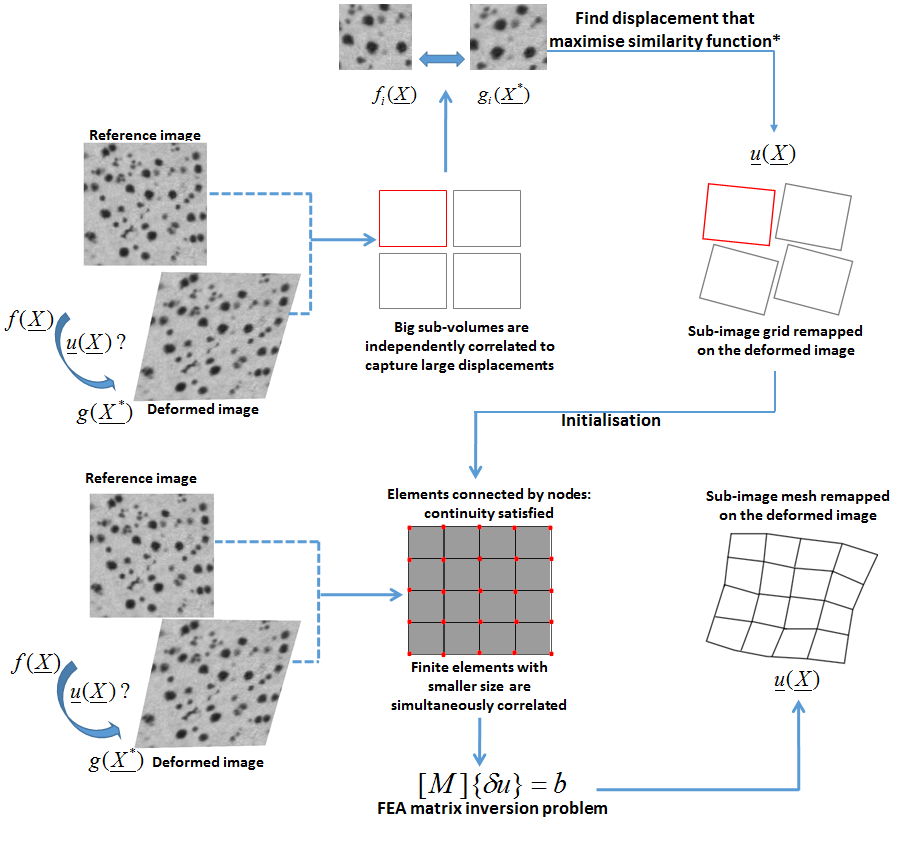 Find displacement that
maximise similarity function*
fᵢ(X)
gᵢ(X*)
u(X)
Reference image
f(X)
u(X) ?
g(X*)
Deformed image
Big sub-volumes are
independently correlated to
capture large displacements
Sub-image grid remapped
on the deformed image
Initialisation
Reference image
f(X)
u(X) ?
g(X*)
Deformed image
Elements connected by nodes:
continuity satisfied
Finite elements with
smaller size are
simultaneously correlated
Sub-image mesh remapped
on the deformed image
u(X)
[M]{δu} = b
FEA matrix inversion problem